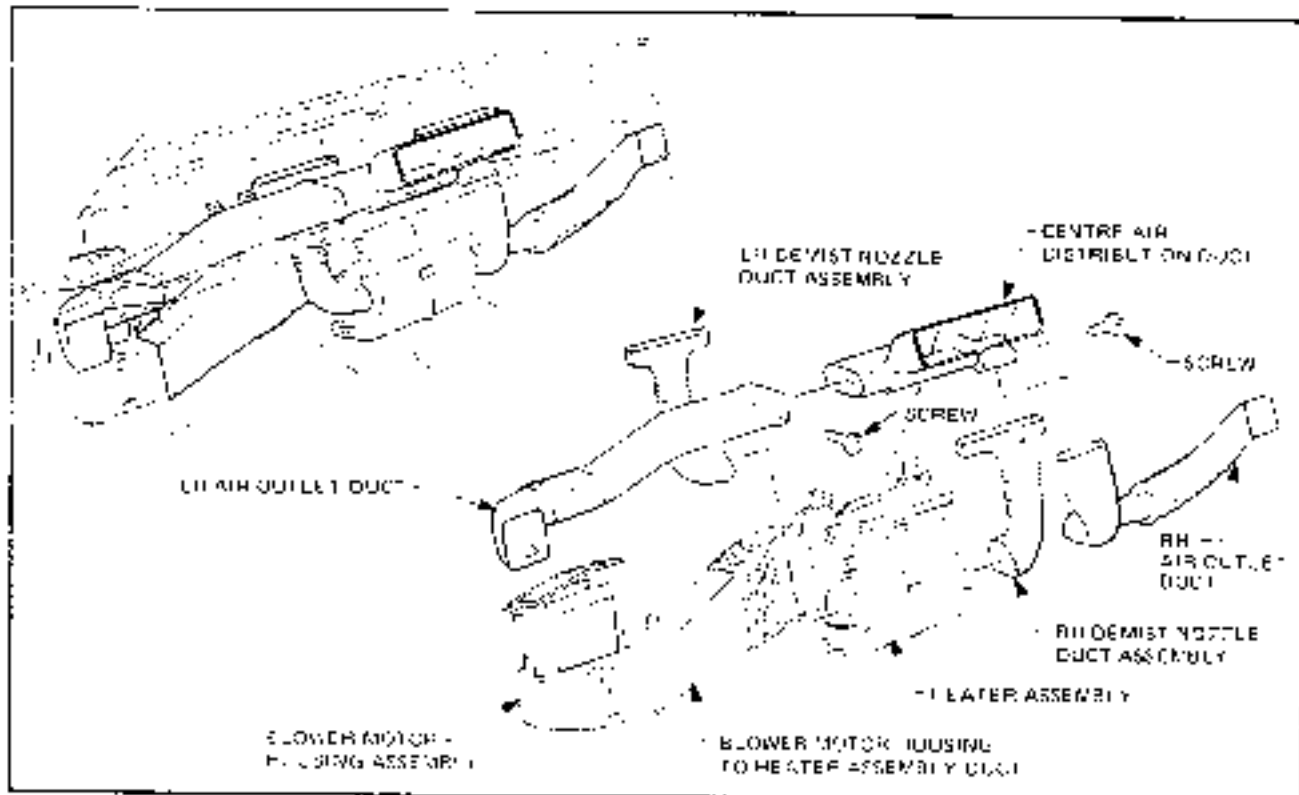 LH DEMIST NOZZLE
DUCT ASSEMBLY
CENTRE AIR
DISTRIBUTION DUCT
SCREW
SCREW
LH AIR OUTLET DUCT
RH
AIR OUTLET
DUCT
RH DEMIST NOZZLE
DUCT ASSEMBLY
HEATER ASSEMBLY
BLOWER MOTOR
HOUSING ASSEMBLY
BLOWER MOTOR HOUSING
TO HEATER ASSEMBLY DUCT